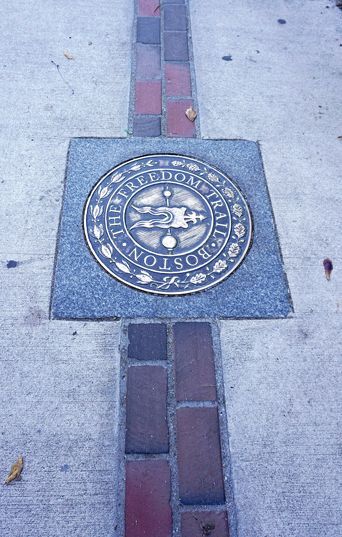 THE FREEDOM TRAIL · BOSTON ·